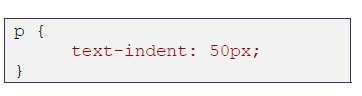 p {
text-indent: 50px;
}